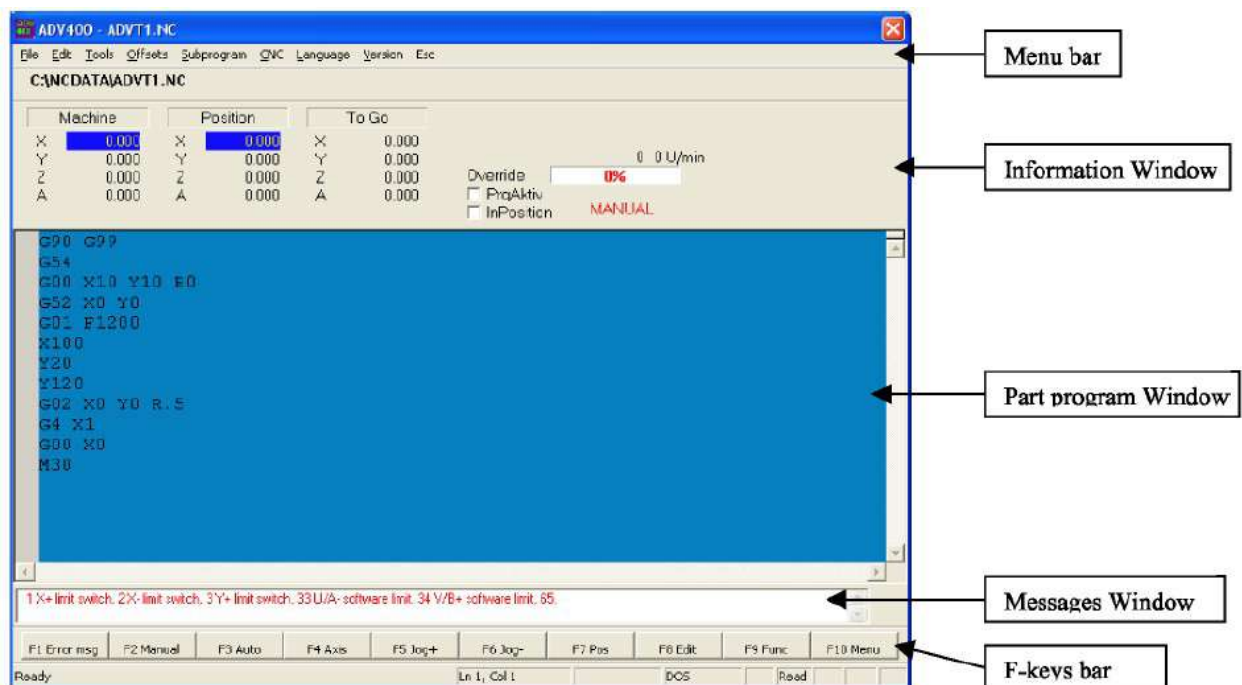 ADV400 - ADVT1.NC
File Edit Tools Offsets Subprogram CNC Language Version Esc
Menu bar
C:\NCDATA\ADVT1.NC
Machine Position To Go
X 0.000 X 0.000 X 0.000
Y 0.000 Y 0.000 Y 0.000
0 0 U/min
Z 0.000 Z 0.000 Z 0.000
Override 0%
A 0.000 A 0.000 A 0.000
PrgAktiv
InPosition MANUAL
Information Window
G90 G99
G54
G00 X10 Y10 R0
G52 X0 Y0
G01 F1200
X100
Y20
Y120
G02 X0 Y0 R.5
G4 X1
G00 X0
M30
Part program Window
1 X+ limit switch. 2 X- limit switch. 3 Y+ limit switch. 33 U/A- software limit. 34 V/B+ software limit. 65.
Messages Window
F1 Error msg F2 Manual F3 Auto F4 Axis F5 Jog+ F6 Jog- F7 Pos F8 Edit F9 Func F10 Menu
F-keys bar
Ready Ln 1, Col 1 DOS Read